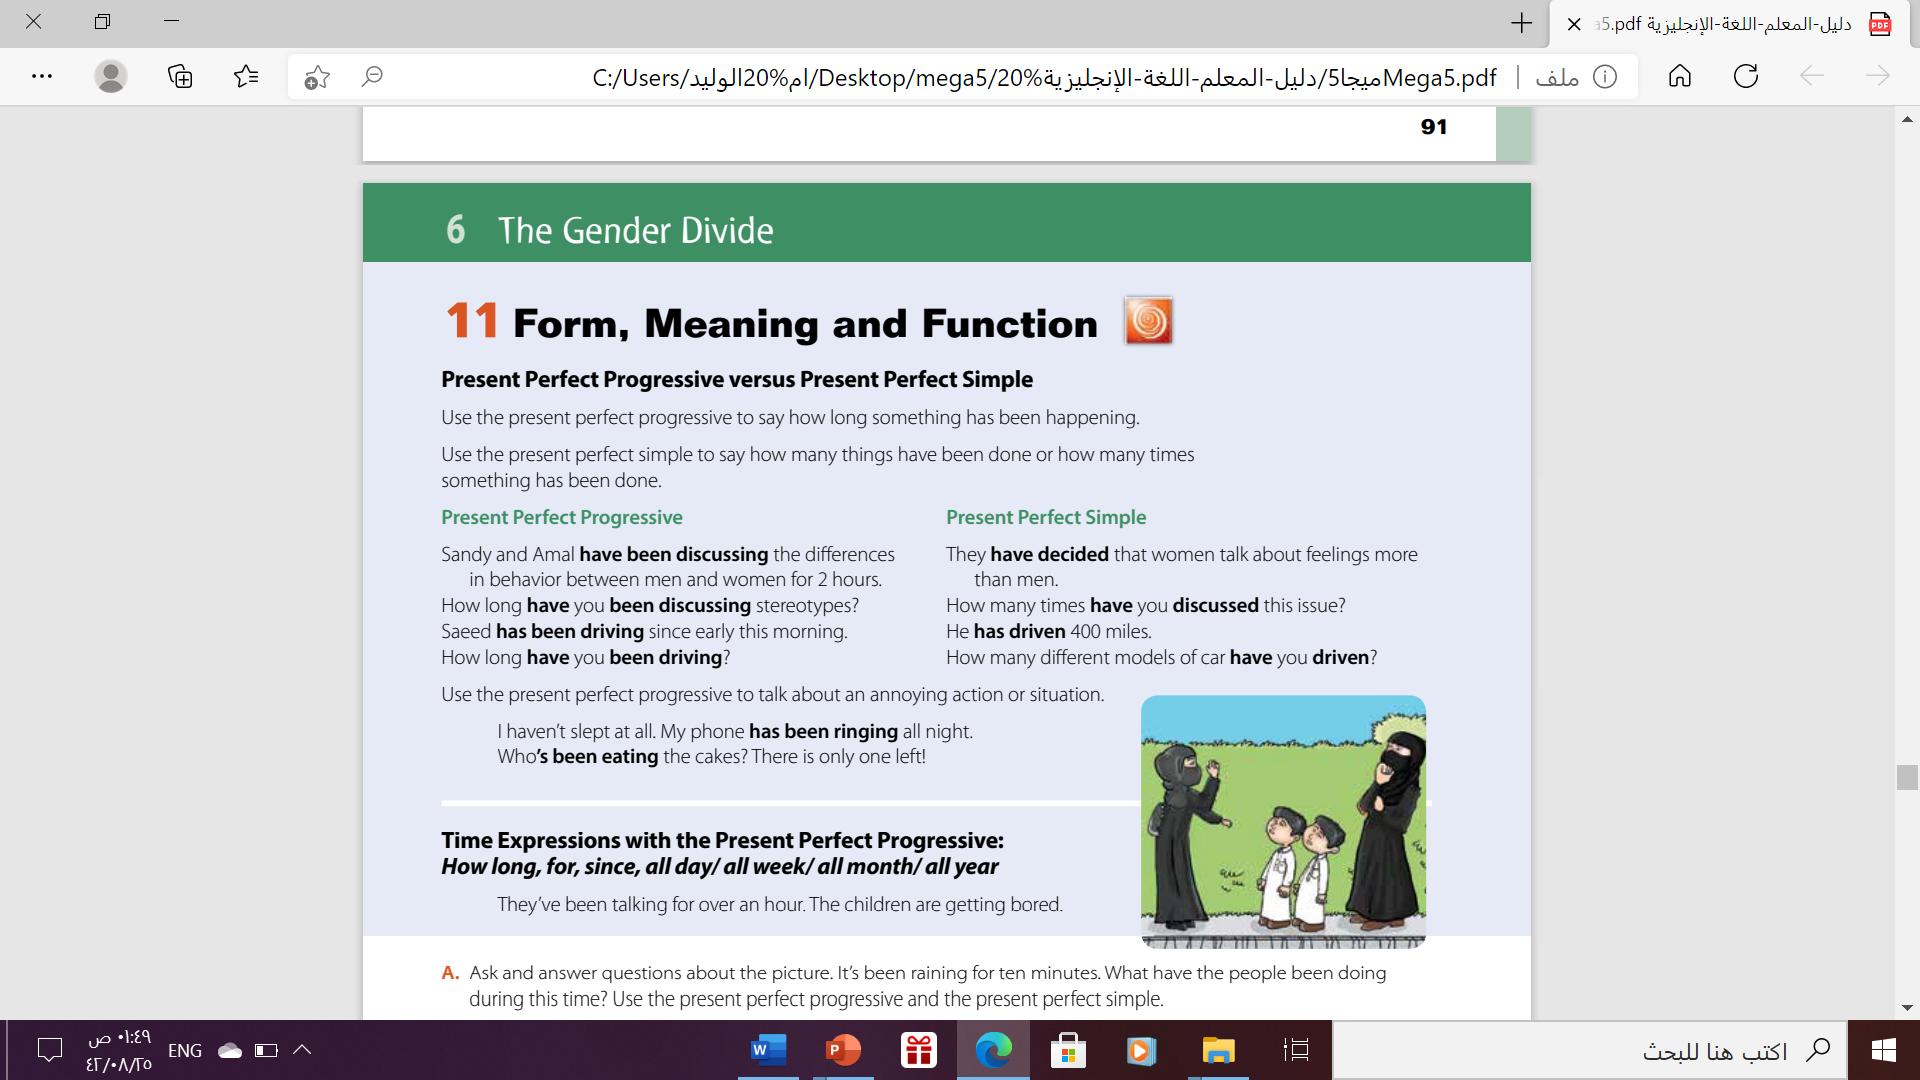 دليل-المعلم-اللغة-الإنجليزية a5.pdf
C:/Users/ام%20الوليد/Desktop/mega5/دليل-المعلم-اللغة-الإنجليزية%20ميجا5Mega5.pdf
ملف
91
6 The Gender Divide
11 Form, Meaning and Function
Present Perfect Progressive versus Present Perfect Simple
Use the present perfect progressive to say how long something has been happening.
Use the present perfect simple to say how many things have been done or how many times
something has been done.
Present Perfect Progressive
Sandy and Amal have been discussing the differences
in behavior between men and women for 2 hours.
How long have you been discussing stereotypes?
Saeed has been driving since early this morning.
How long have you been driving?
Present Perfect Simple
They have decided that women talk about feelings more
than men.
How many times have you discussed this issue?
He has driven 400 miles.
How many different models of car have you driven?
Use the present perfect progressive to talk about an annoying action or situation.
I haven't slept at all. My phone has been ringing all night.
Who's been eating the cakes? There is only one left!
Time Expressions with the Present Perfect Progressive:
How long, for, since, all day/ all week/ all month/ all year
They've been talking for over an hour. The children are getting bored.
A. Ask and answer questions about the picture. It's been raining for ten minutes. What have the people been doing
during this time? Use the present perfect progressive and the present perfect simple.
٠١:٤٩ ص
٤٢/٠٨/٢٥
ENG
اكتب هنا للبحث